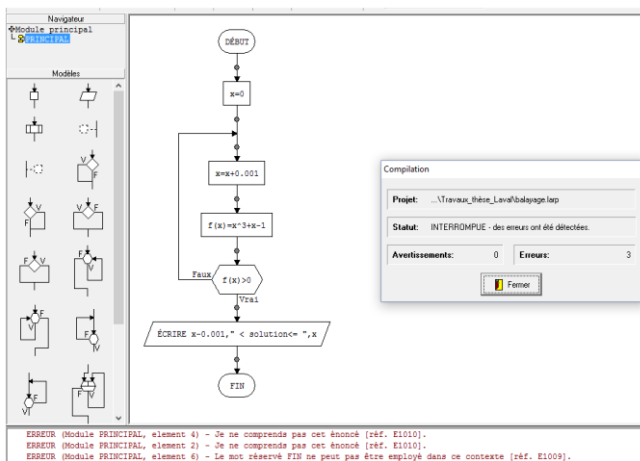 Navigateur
Module principal
PRINCIPAL
Modèles
V
F
V
F
V
F
F
V
F
V
F
V
F
V
F
V
F
V
DÉBUT
x=0
x=x+0.001
f(x)=x^3+x-1
Faux
f(x)>0
Vrai
ÉCRIRE x-0.001," < solution<= ",x
FIN
Compilation
Projet: ...\Travaux_thèse_Laval\balayage.larp
Statut: INTERROMPUE - des erreurs ont été détectées.
Avertissements: 0 Erreurs: 3
Fermer
ERREUR (Module PRINCIPAL, element 4) - Je ne comprends pas cet énoncé [réf. E1010].
ERREUR (Module PRINCIPAL, element 2) - Je ne comprends pas cet énoncé [réf. E1010].
ERREUR (Module PRINCIPAL, element 6) - Le mot réservé FIN ne peut pas être employé dans ce contexte [réf. E1009].